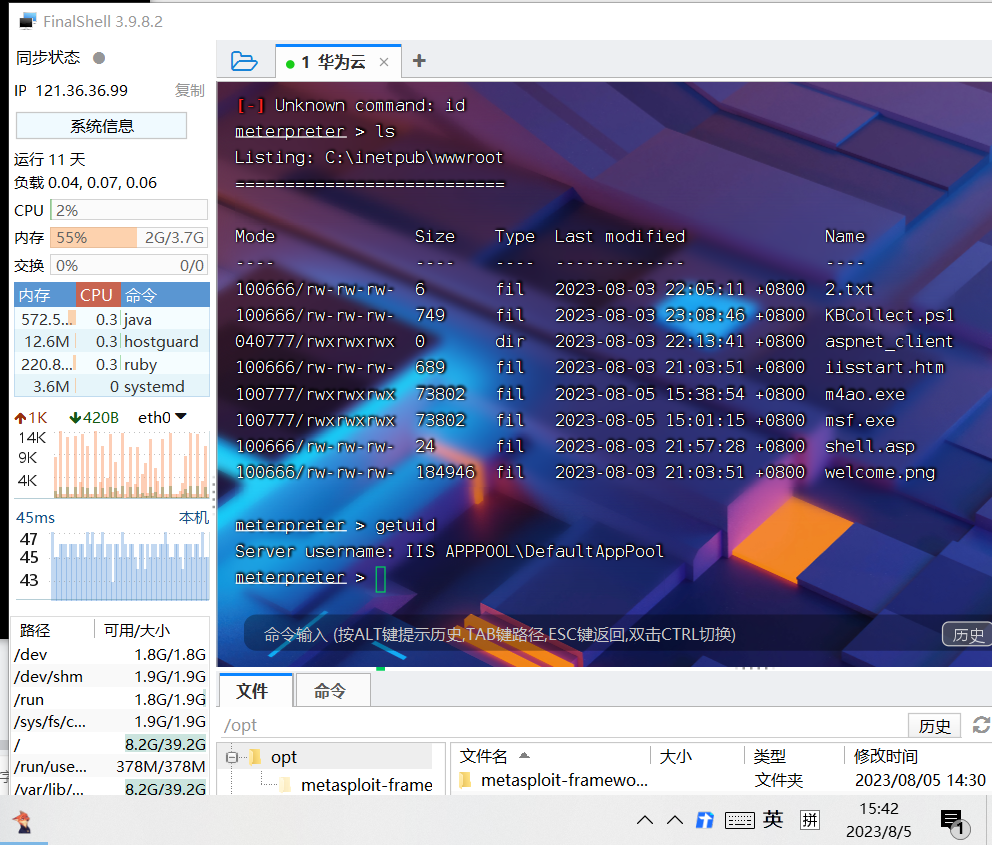 FinalShell 3.9.8.2
同步状态
IP 121.36.36.99 复制
系统信息
运行 11 天
负载 0.04, 0.07, 0.06
CPU 2%
内存 55% 2G/3.7G
交换 0% 0/0
内存 CPU 命令
572.5... 0.3 java
12.6M 0.3 hostguard
220.8... 0.3 ruby
3.6M 0 systemd
1K 420B eth0
14K
9K
4K
45ms 本机
47
45
43
路径 可用/大小
/dev 1.8G/1.8G
/dev/shm 1.9G/1.9G
/run 1.8G/1.9G
/sys/fs/c... 1.9G/1.9G
/ 8.2G/39.2G
/run/use... 378M/378M
/var/lib/... 8.2G/39.2G
1 华为云 × +
[-] Unknown command: id
meterpreter > ls
Listing: C:\inetpub\wwwroot
===========================
Mode Size Type Last modified Name
---- ---- ---- ------------- ----
100666/rw-rw-rw- 6 fil 2023-08-03 22:05:11 +0800 2.txt
100666/rw-rw-rw- 749 fil 2023-08-03 23:08:46 +0800 KBCollect.ps1
040777/rwxrwxrwx 0 dir 2023-08-03 22:13:41 +0800 aspnet_client
100666/rw-rw-rw- 689 fil 2023-08-03 21:03:51 +0800 iisstart.htm
100777/rwxrwxrwx 73802 fil 2023-08-05 15:38:54 +0800 m4ao.exe
100777/rwxrwxrwx 73802 fil 2023-08-05 15:01:15 +0800 msf.exe
100666/rw-rw-rw- 24 fil 2023-08-03 21:57:28 +0800 shell.asp
100666/rw-rw-rw- 184946 fil 2023-08-03 21:03:51 +0800 welcome.png
meterpreter > getuid
Server username: IIS APPPOOL\DefaultAppPool
meterpreter >
命令输入 (按ALT键提示历史,TAB键路径,ESC键返回,双击CTRL切换)
历史
文件 命令
/opt 历史
opt
metasploit-frame
文件名 大小 类型 修改时间
metasploit-framewo... 文件夹 2023/08/05 14:30
英 拼
15:42
2023/8/5
1